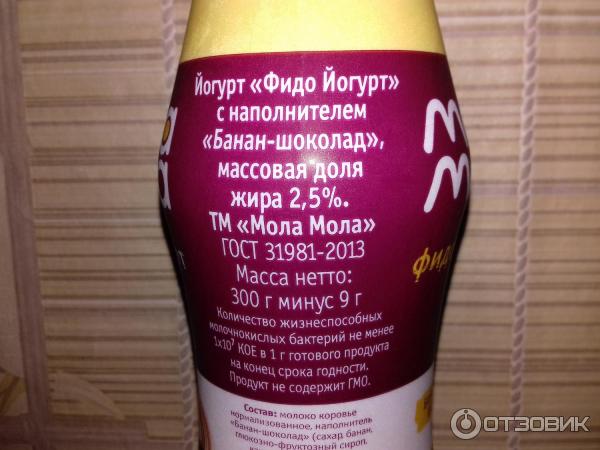 Йогурт «Фидо Йогурт»
с наполнителем
«Банан-шоколад»,
массовая доля
жира 2,5%.
ТМ «Мола Мола»
ГОСТ 31981-2013
Масса нетто:
300 г минус 9 г
Количество жизнеспособных
молочнокислых бактерий не менее
1x10⁷ КОЕ в 1 г готового продукта
на конец срока годности.
Продукт не содержит ГМО.
Состав: молоко коровье
нормализованное, наполнитель
«Банан-шоколад» (сахар, банан,
глюкозно-фруктозный сироп,
ОТЗОВИК